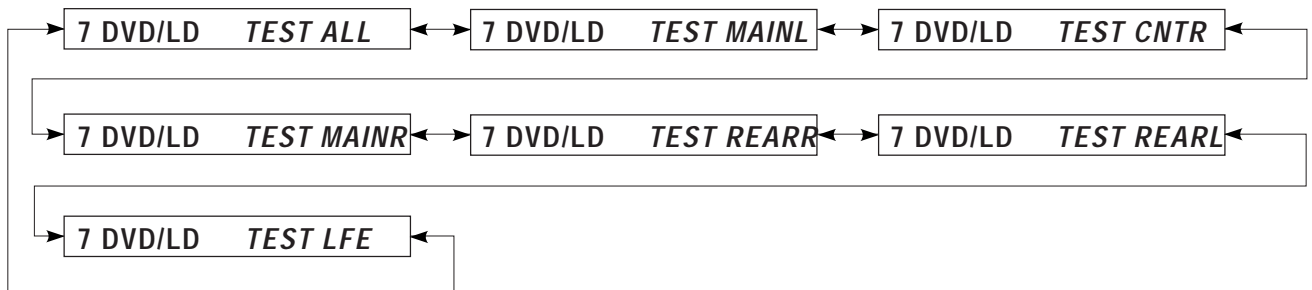 7 DVD/LD TEST ALL 7 DVD/LD TEST MAINL 7 DVD/LD TEST CNTR
7 DVD/LD TEST MAINR 7 DVD/LD TEST REARR 7 DVD/LD TEST REARL
7 DVD/LD TEST LFE